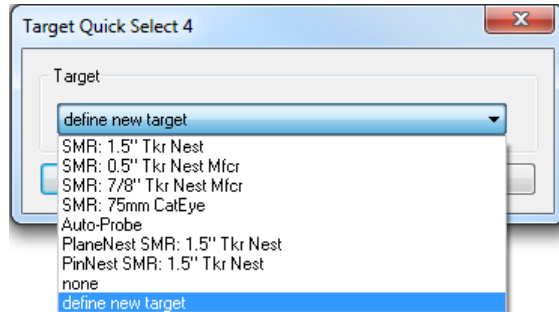 Target Quick Select 4
Target
define new target
SMR: 1.5" Tkr Nest
SMR: 0.5" Tkr Nest Mfcr
SMR: 7/8" Tkr Nest Mfcr
SMR: 75mm CatEye
Auto-Probe
PlaneNest SMR: 1.5" Tkr Nest
PinNest SMR: 1.5" Tkr Nest
none
define new target